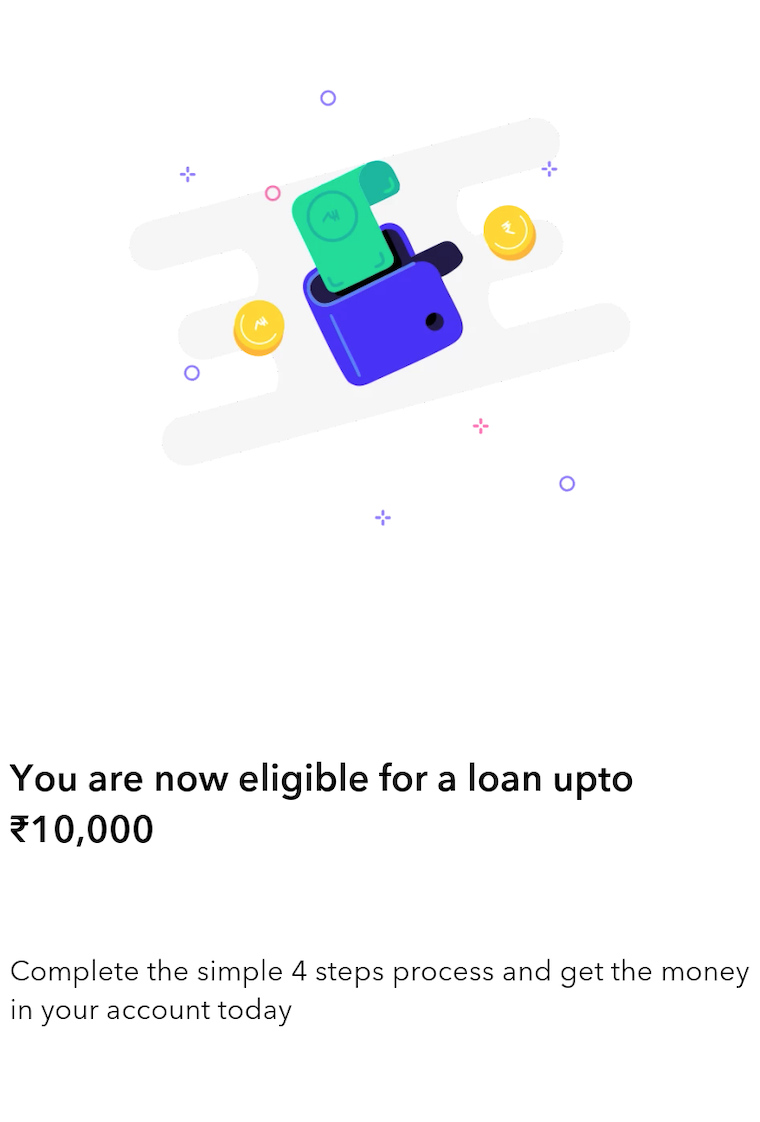 You are now eligible for a loan upto
₹10,000
Complete the simple 4 steps process and get the money
in your account today